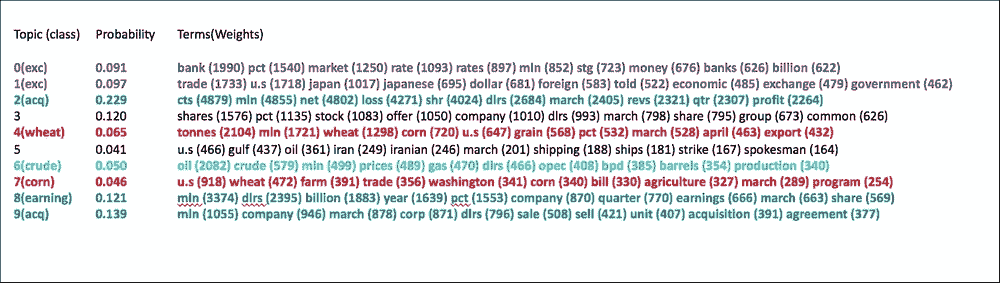 Topic (class) Probability Terms(Weights)
0(exc) 0.091 bank (1990) pct (1540) market (1250) rate (1093) rates (897) mln (852) stg (723) money (676) banks (626) billion (622)
1(exc) 0.097 trade (1733) u.s (1718) japan (1017) japanese (695) dollar (681) foreign (583) told (522) economic (485) exchange (479) government (462)
2(acq) 0.229 cts (4879) mln (4855) net (4802) loss (4271) shr (4024) dlrs (2684) march (2405) revs (2321) qtr (2307) profit (2264)
3 0.120 shares (1576) pct (1135) stock (1083) offer (1050) company (1010) dlrs (993) march (798) share (795) group (673) common (626)
4(wheat) 0.065 tonnes (2104) mln (1721) wheat (1298) corn (720) u.s (647) grain (568) pct (532) march (528) april (463) export (432)
5 0.041 u.s (466) gulf (437) oil (361) iran (249) iranian (246) march (201) shipping (188) ships (181) strike (167) spokesman (164)
6(crude) 0.050 oil (2082) crude (579) mln (499) prices (489) gas (470) dlrs (466) opec (408) bpd (385) barrels (354) production (340)
7(corn) 0.046 u.s (918) wheat (472) farm (391) trade (356) washington (341) corn (340) bill (330) agriculture (327) march (289) program (254)
8(earning) 0.121 mln (3374) dlrs (2395) billion (1883) year (1639) pct (1553) company (870) quarter (770) earnings (666) march (663) share (569)
9(acq) 0.139 mln (1055) company (946) march (878) corp (871) dlrs (796) sale (508) sell (421) unit (407) acquisition (391) agreement (377)